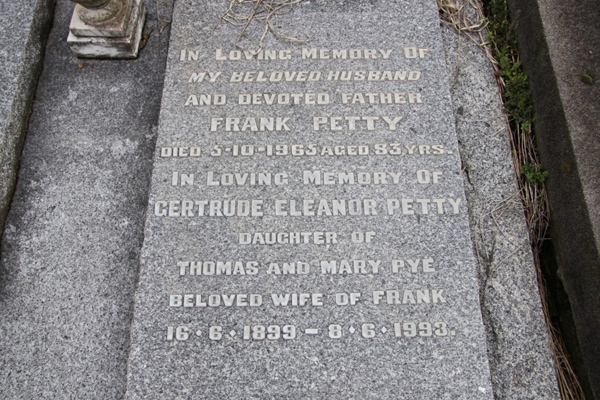 IN LOVING MEMORY OF
MY BELOVED HUSBAND
AND DEVOTED FATHER
FRANK PETTY
DIED 3-10-1965 AGED 83 YRS.
IN LOVING MEMORY OF
GERTRUDE ELEANOR PETTY
DAUGHTER OF
THOMAS AND MARY PYE
BELOVED WIFE OF FRANK
16·6·1899 – 8·6·1993.